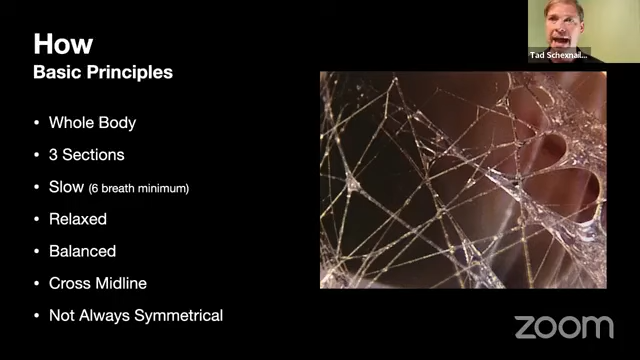 How
Basic Principles
• Whole Body
• 3 Sections
• Slow (6 breath minimum)
• Relaxed
• Balanced
• Cross Midline
• Not Always Symmetrical
Tad Schexnail...
zoom